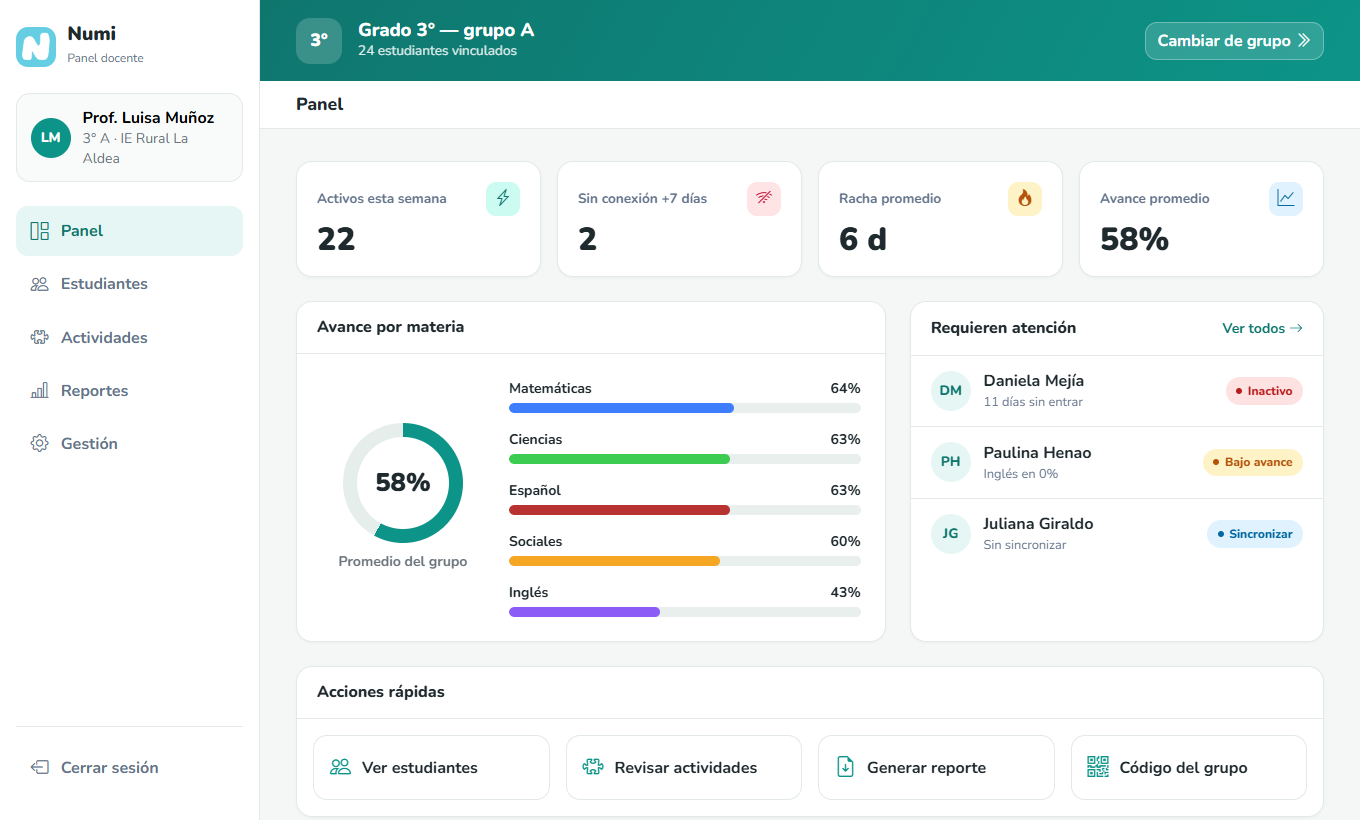 Numi
Panel docente
LM
Prof. Luisa Muñoz
3° A · IE Rural La
Aldea
Panel
Estudiantes
Actividades
Reportes
Gestión
Cerrar sesión
3°
Grado 3° — grupo A
24 estudiantes vinculados
Cambiar de grupo
Panel
Activos esta semana
22
Sin conexión +7 días
2
Racha promedio
6 d
Avance promedio
58%
Avance por materia
58%
Promedio del grupo
Matemáticas 64%
Ciencias 63%
Español 63%
Sociales 60%
Inglés 43%
Requieren atención
Ver todos →
DM
Daniela Mejía
11 días sin entrar
Inactivo
PH
Paulina Henao
Inglés en 0%
Bajo avance
JG
Juliana Giraldo
Sin sincronizar
Sincronizar
Acciones rápidas
Ver estudiantes
Revisar actividades
Generar reporte
Código del grupo